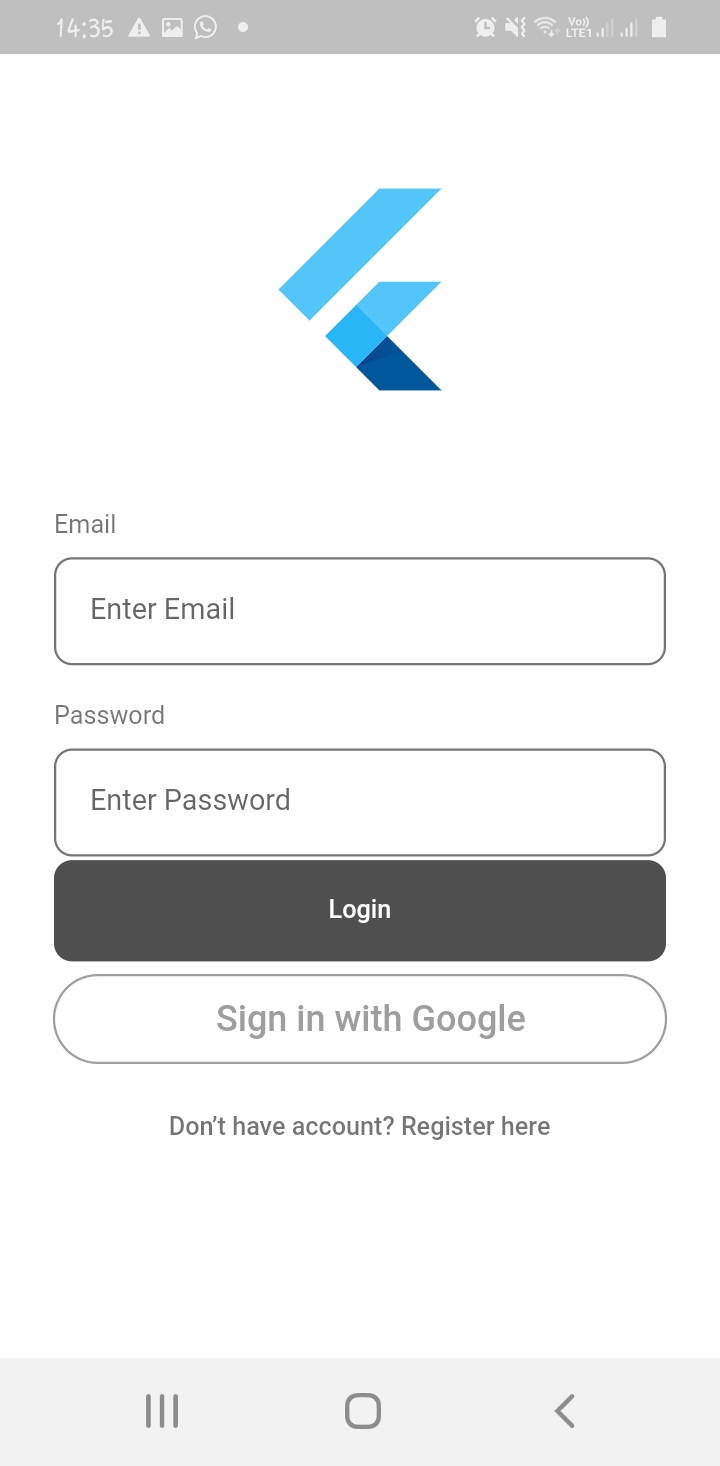 14:35
Vo))
LTE1
Email
Enter Email
Password
Enter Password
Login
Sign in with Google
Don’t have account? Register here